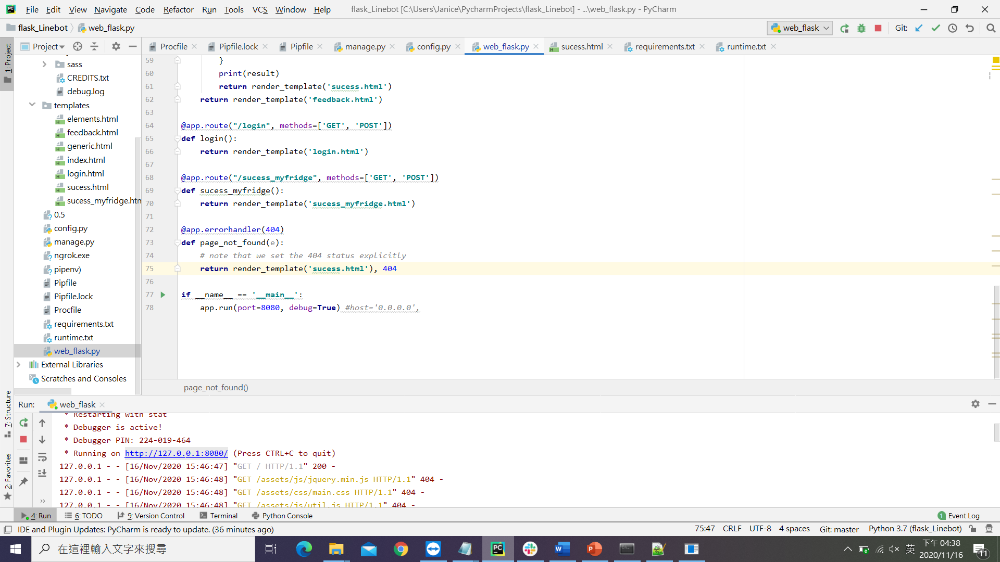 File Edit View Navigate Code Refactor Run Tools VCS Window Help flask_Linebot [C:\Users\Janice\PycharmProjects\flask_Linebot] - ...\web_flask.py - PyCharm
flask_Linebot web_flask.py web_flask Git:
1: Project
Project
Procfile Pipfile.lock Pipfile manage.py config.py web_flask.py sucess.html requirements.txt runtime.txt
sass
CREDITS.txt
debug.log
templates
elements.html
feedback.html
generic.html
index.html
login.html
sucess.html
sucess_myfridge.htm
0.5
config.py
manage.py
ngrok.exe
pipenv)
Pipfile
Pipfile.lock
Procfile
requirements.txt
runtime.txt
web_flask.py
External Libraries
Scratches and Consoles
59 }
60 print(result)
61 return render_template('sucess.html')
62 return render_template('feedback.html')
63
64 @app.route("/login", methods=['GET', 'POST'])
65 def login():
66 return render_template('login.html')
67
68 @app.route("/sucess_myfridge", methods=['GET', 'POST'])
69 def sucess_myfridge():
70 return render_template('sucess_myfridge.html')
71
72 @app.errorhandler(404)
73 def page_not_found(e):
74 # note that we set the 404 status explicitly
75 return render_template('sucess.html'), 404
76
77 if __name__ == '__main__':
78 app.run(port=8080, debug=True) #host='0.0.0.0',
page_not_found()
7: Structure
2: Favorites
Run: web_flask
* Restarting with stat
* Debugger is active!
* Debugger PIN: 224-019-464
* Running on http://127.0.0.1:8080/ (Press CTRL+C to quit)
127.0.0.1 - - [16/Nov/2020 15:46:47] "GET / HTTP/1.1" 200 -
127.0.0.1 - - [16/Nov/2020 15:46:48] "GET /assets/js/jquery.min.js HTTP/1.1" 404 -
127.0.0.1 - - [16/Nov/2020 15:46:48] "GET /assets/css/main.css HTTP/1.1" 404 -
127.0.0.1 - - [16/Nov/2020 15:46:48] "GET /assets/js/util.js HTTP/1.1" 404 -
4: Run 6: TODO 9: Version Control Terminal Python Console 1 Event Log
IDE and Plugin Updates: PyCharm is ready to update. (36 minutes ago) 75:47 CRLF UTF-8 4 spaces Git: master Python 3.7 (flask_Linebot)
在這裡輸入文字來搜尋
英 下午 04:38
2020/11/16
11